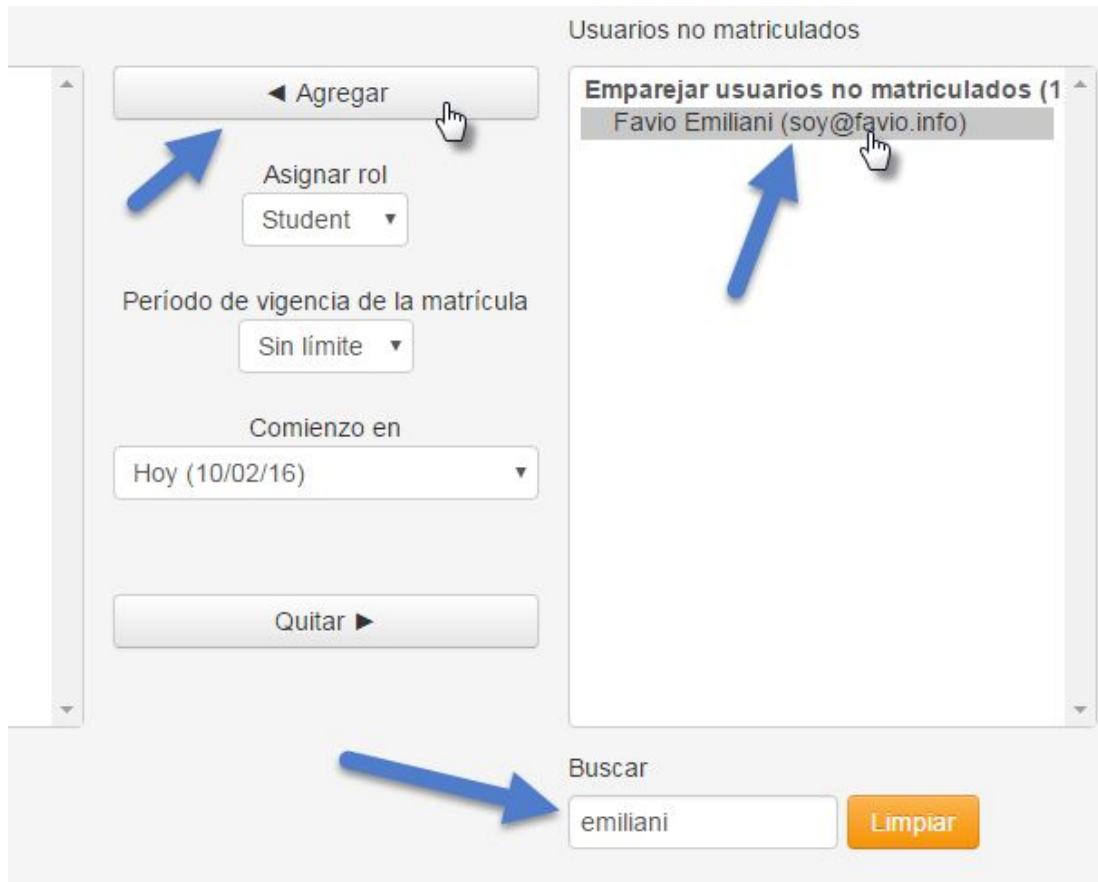 Usuarios no matriculados
◄ Agregar
Emparejar usuarios no matriculados (1
Favio Emiliani (soy@favio.info)
Asignar rol
Student
Período de vigencia de la matrícula
Sin límite
Comienzo en
Hoy (10/02/16)
Quitar ►
Buscar
emiliani
Limpiar